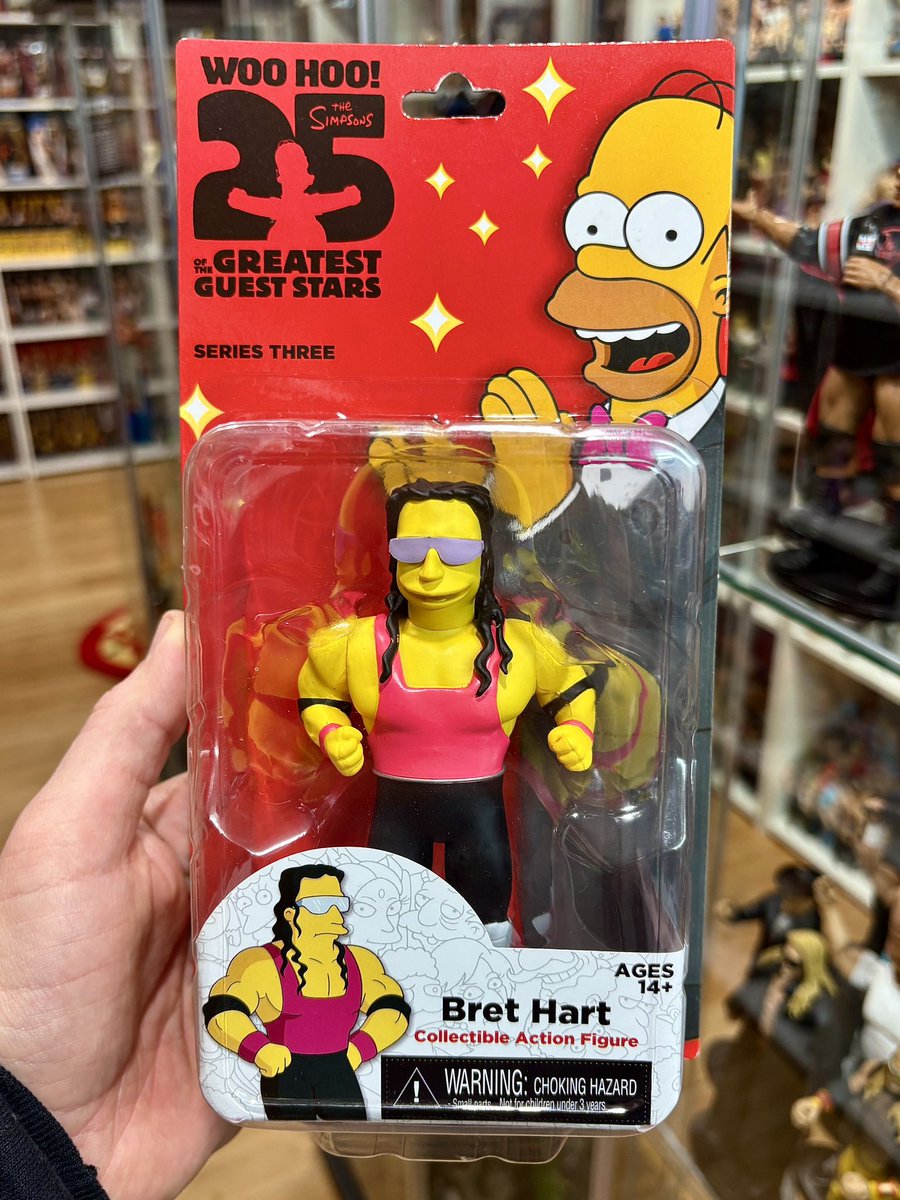 WOO HOO!
THE
SIMPSONS
25
OF THE GREATEST
GUEST STARS
SERIES THREE
AGES
14+
Bret Hart
Collectible Action Figure
WARNING: CHOKING HAZARD
- Small parts. Not for children under 3 years.